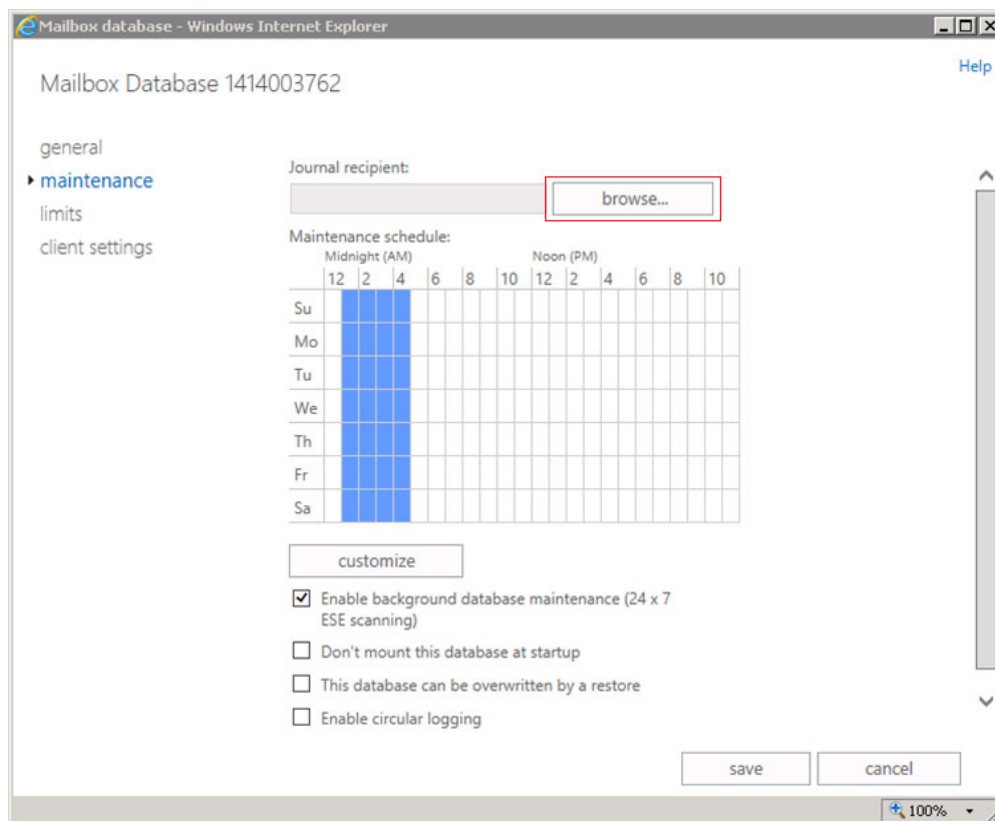 Mailbox database - Windows Internet Explorer
Help
Mailbox Database 1414003762
general
maintenance
limits
client settings
Journal recipient:
browse...
Maintenance schedule:
Midnight (AM) Noon (PM)
12 2 4 6 8 10 12 2 4 6 8 10
Su
Mo
Tu
We
Th
Fr
Sa
customize
Enable background database maintenance (24 x 7
ESE scanning)
Don't mount this database at startup
This database can be overwritten by a restore
Enable circular logging
save cancel
100%